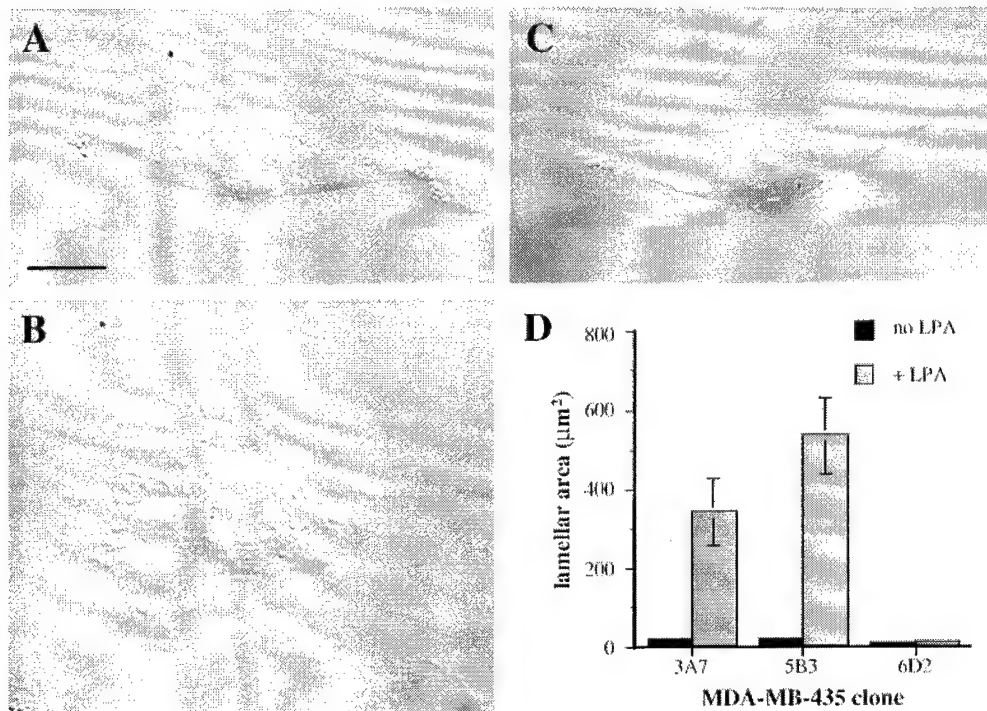 A
C
B
D
no LPA
+ LPA
800
600
400
200
0
lamellar area (µm²)
3A7
5B3
6D2
MDA-MB-435 clone